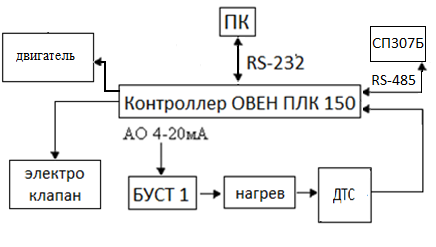 ПК
СП307Б
двигатель
RS-232
RS-485
Контроллер ОВЕН ПЛК 150
АО 4-20мА
электро
клапан
БУСТ 1
нагрев
ДТС